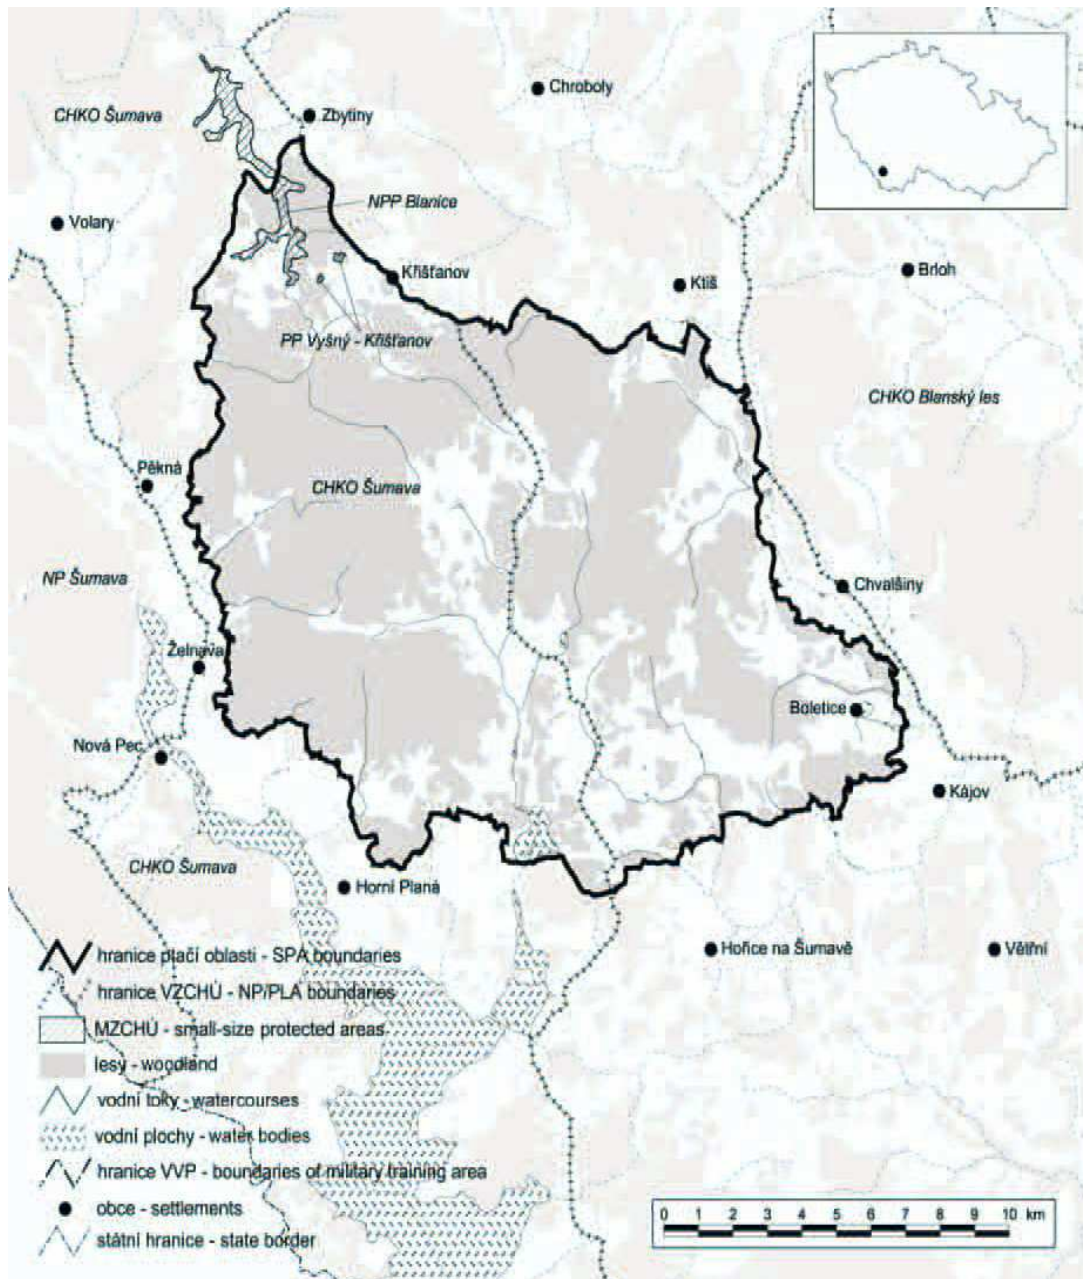 Chroboly
CHKO Šumava
Zbytiny
NPP Blanice
Volary
Křišťanov
Ktiš
Brloh
PP Vyšný - Křišťanov
CHKO Blanský les
Pěkná
CHKO Šumava
NP Šumava
Chvalšiny
Želnava
Boletice
Nová Pec
Kájov
CHKO Šumava
Horní Planá
Hořice na Šumavě
Větřní
hranice ptačí oblasti - SPA boundaries
hranice VZCHÚ - NP/PLA boundaries
MZCHÚ - small-size protected areas
lesy - woodland
vodní toky - watercourses
vodní plochy - water bodies
hranice VVP - boundaries of military training area
obce - settlements
státní hranice - state border
0 1 2 3 4 5 6 7 8 9 10 km